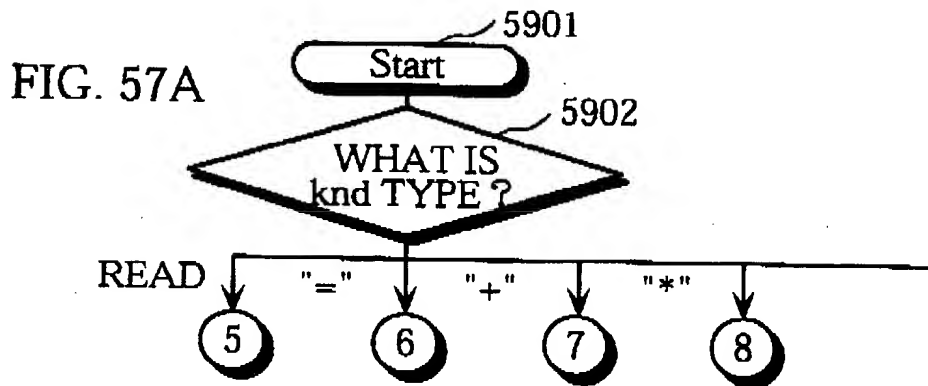 5901
Start
FIG. 57A
5902
WHAT IS
knd TYPE ?
READ "=" "+" "*"
5 6 7 8